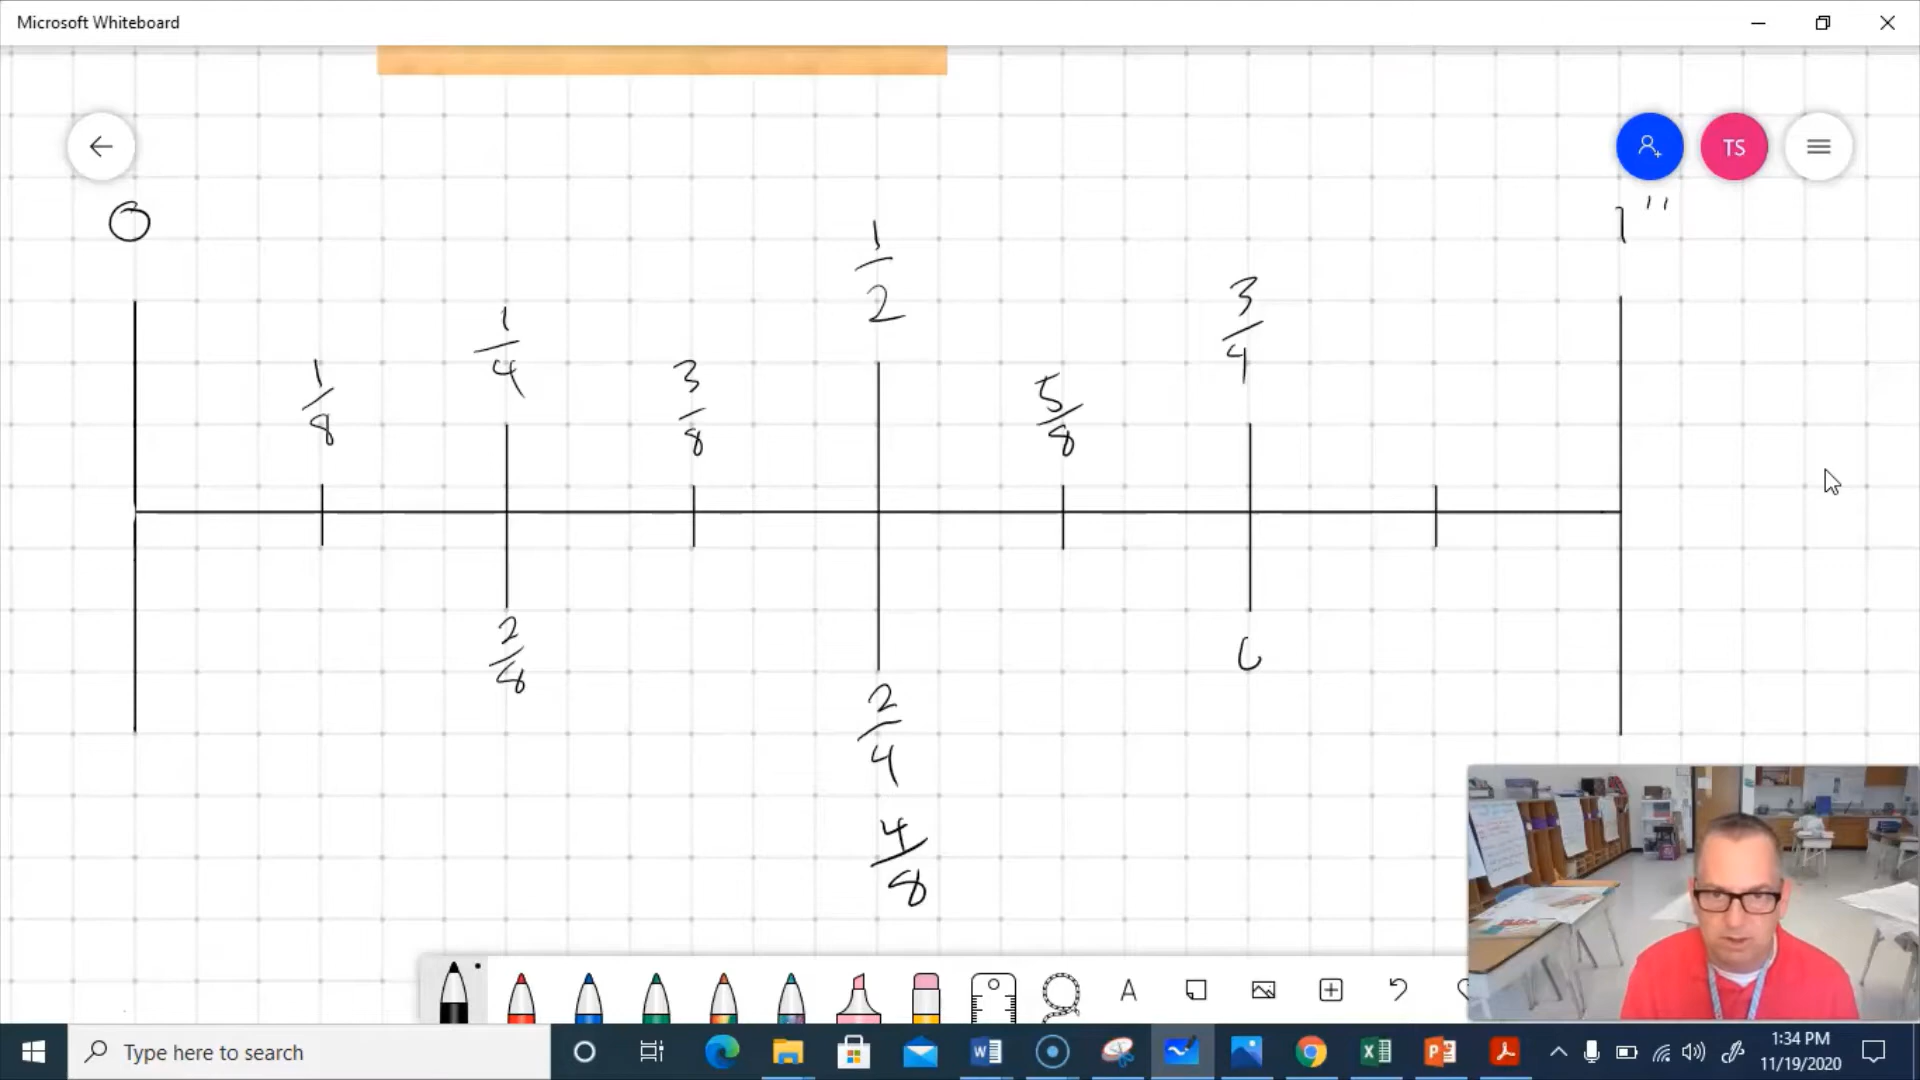 Microsoft Whiteboard
TS
0
1"
1/2
3/4
1/4
1/8
3/8
5/8
2/8
6
2/4
4/8
A
Type here to search
1:34 PM
11/19/2020